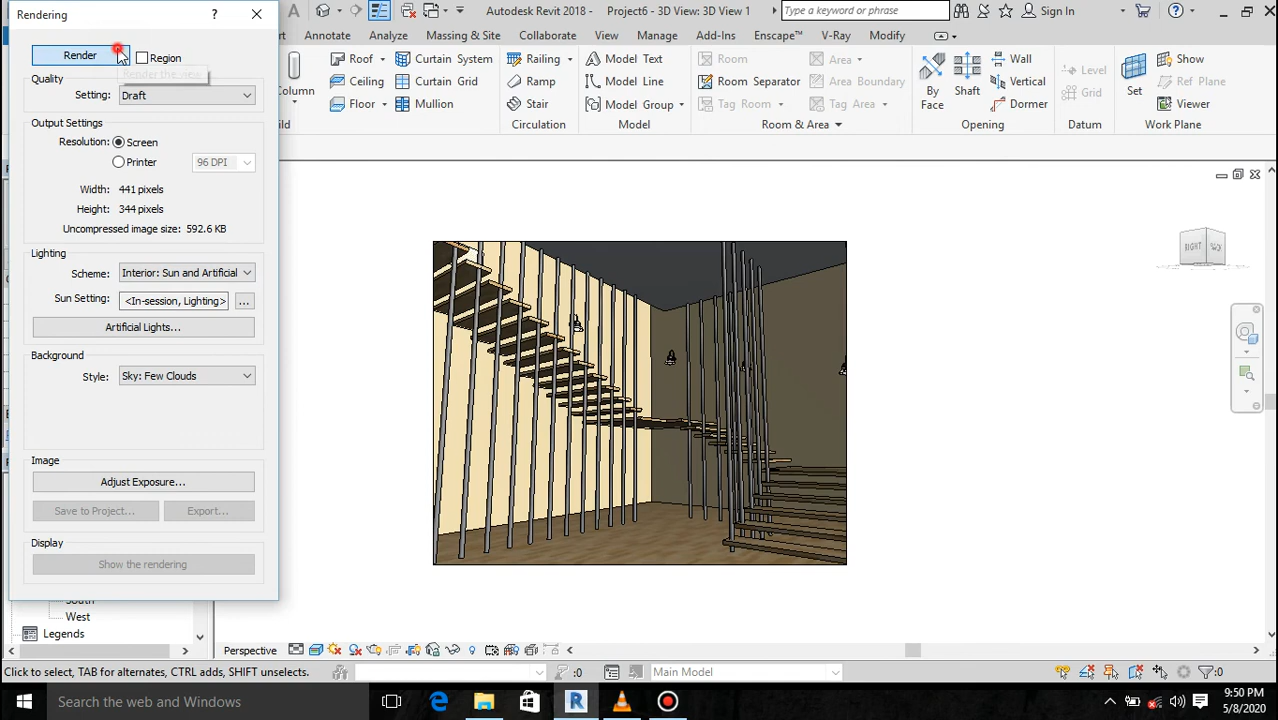 Rendering ? 
Autodesk Revit 2018 - Project6 - 3D View: 3D View 1
Type a keyword or phrase
Sign In
Annotate Analyze Massing & Site Collaborate View Manage Add-Ins Enscape™ V-Ray Modify
Render
Region
Render the view
Quality
Setting: Draft
Output Settings
Resolution: Screen
Printer 96 DPI
Width: 441 pixels
Height: 344 pixels
Uncompressed image size: 592.6 KB
Lighting
Scheme: Interior: Sun and Artificial
Sun Setting: <In-session, Lighting> ...
Artificial Lights...
Background
Style: Sky: Few Clouds
Image
Adjust Exposure...
Save to Project... Export...
Display
Show the rendering
Column
Roof Curtain System
Ceiling Curtain Grid
Floor Mullion
Railing
Ramp
Stair
Circulation
Model Text
Model Line
Model Group
Model
Room
Room Separator
Tag Room
Area
Area Boundary
Tag Area
Room & Area
By Face
Shaft
Wall
Vertical
Dormer
Opening
Level
Grid
Datum
Set
Show
Ref Plane
Viewer
Work Plane
RIGHT BACK
South
West
Legends
Perspective
Click to select, TAB for alternates, CTRL adds, SHIFT unselects.
:0
Main Model
:0
Search the web and Windows
9:50 PM
5/8/2020